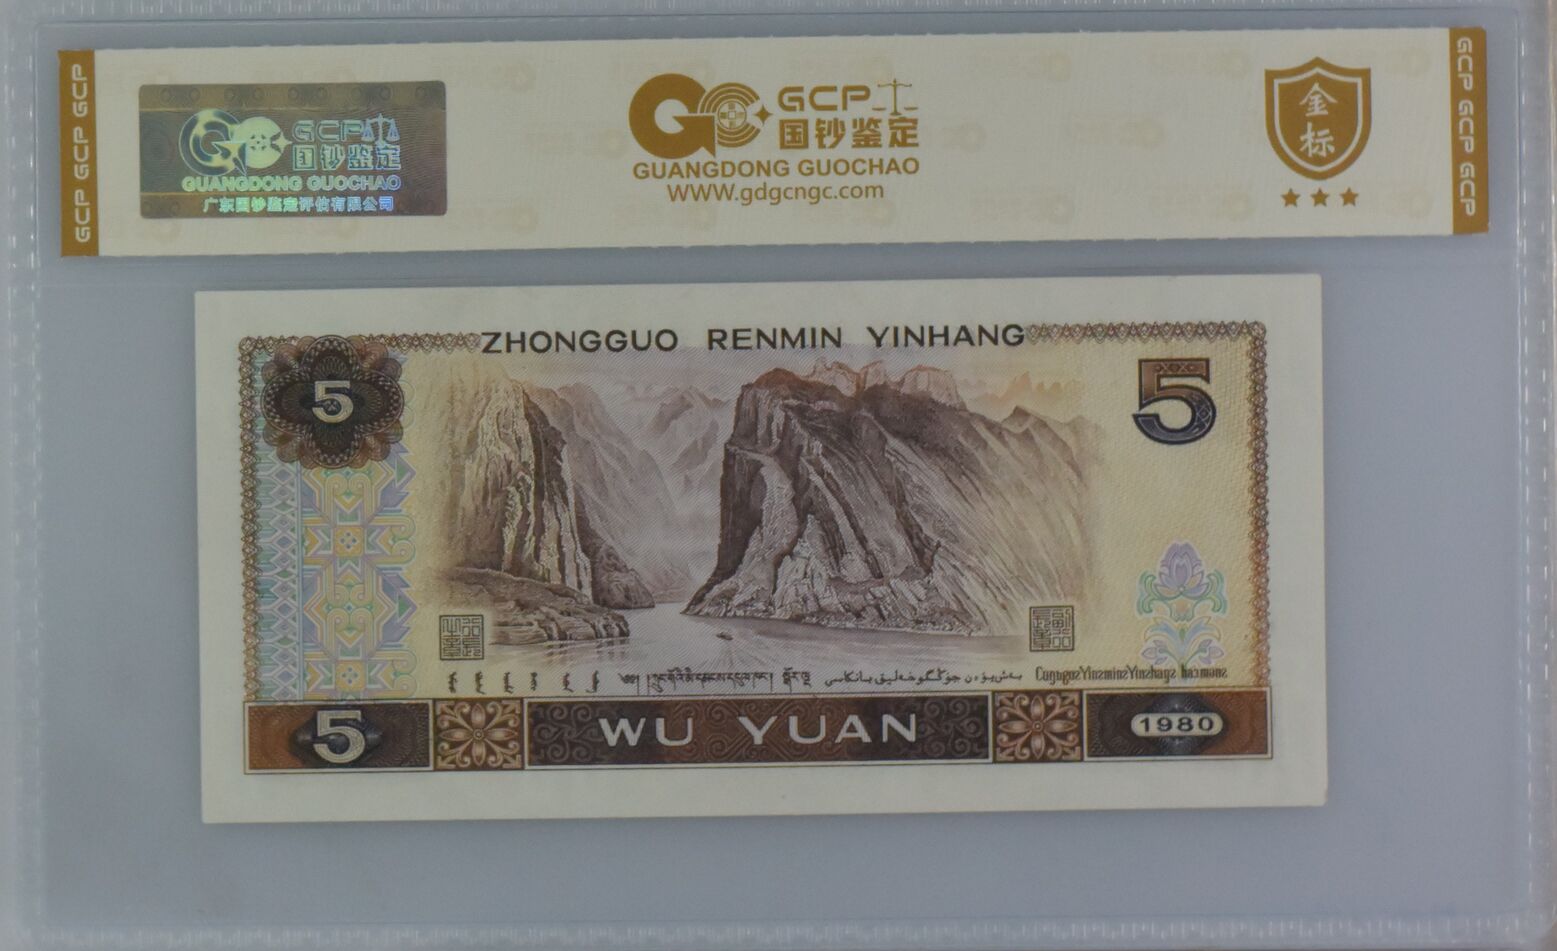 GCP GCP GCP
GCP
国钞鉴定
GUANGDONG GUOCHAO
广东国钞鉴定评估有限公司
GCP
国钞鉴定
GUANGDONG GUOCHAO
WWW.gdgcngc.com
金
标
GCP GCP GCP
ZHONGGUO RENMIN YINHANG
5
5
5
WU YUAN
1980